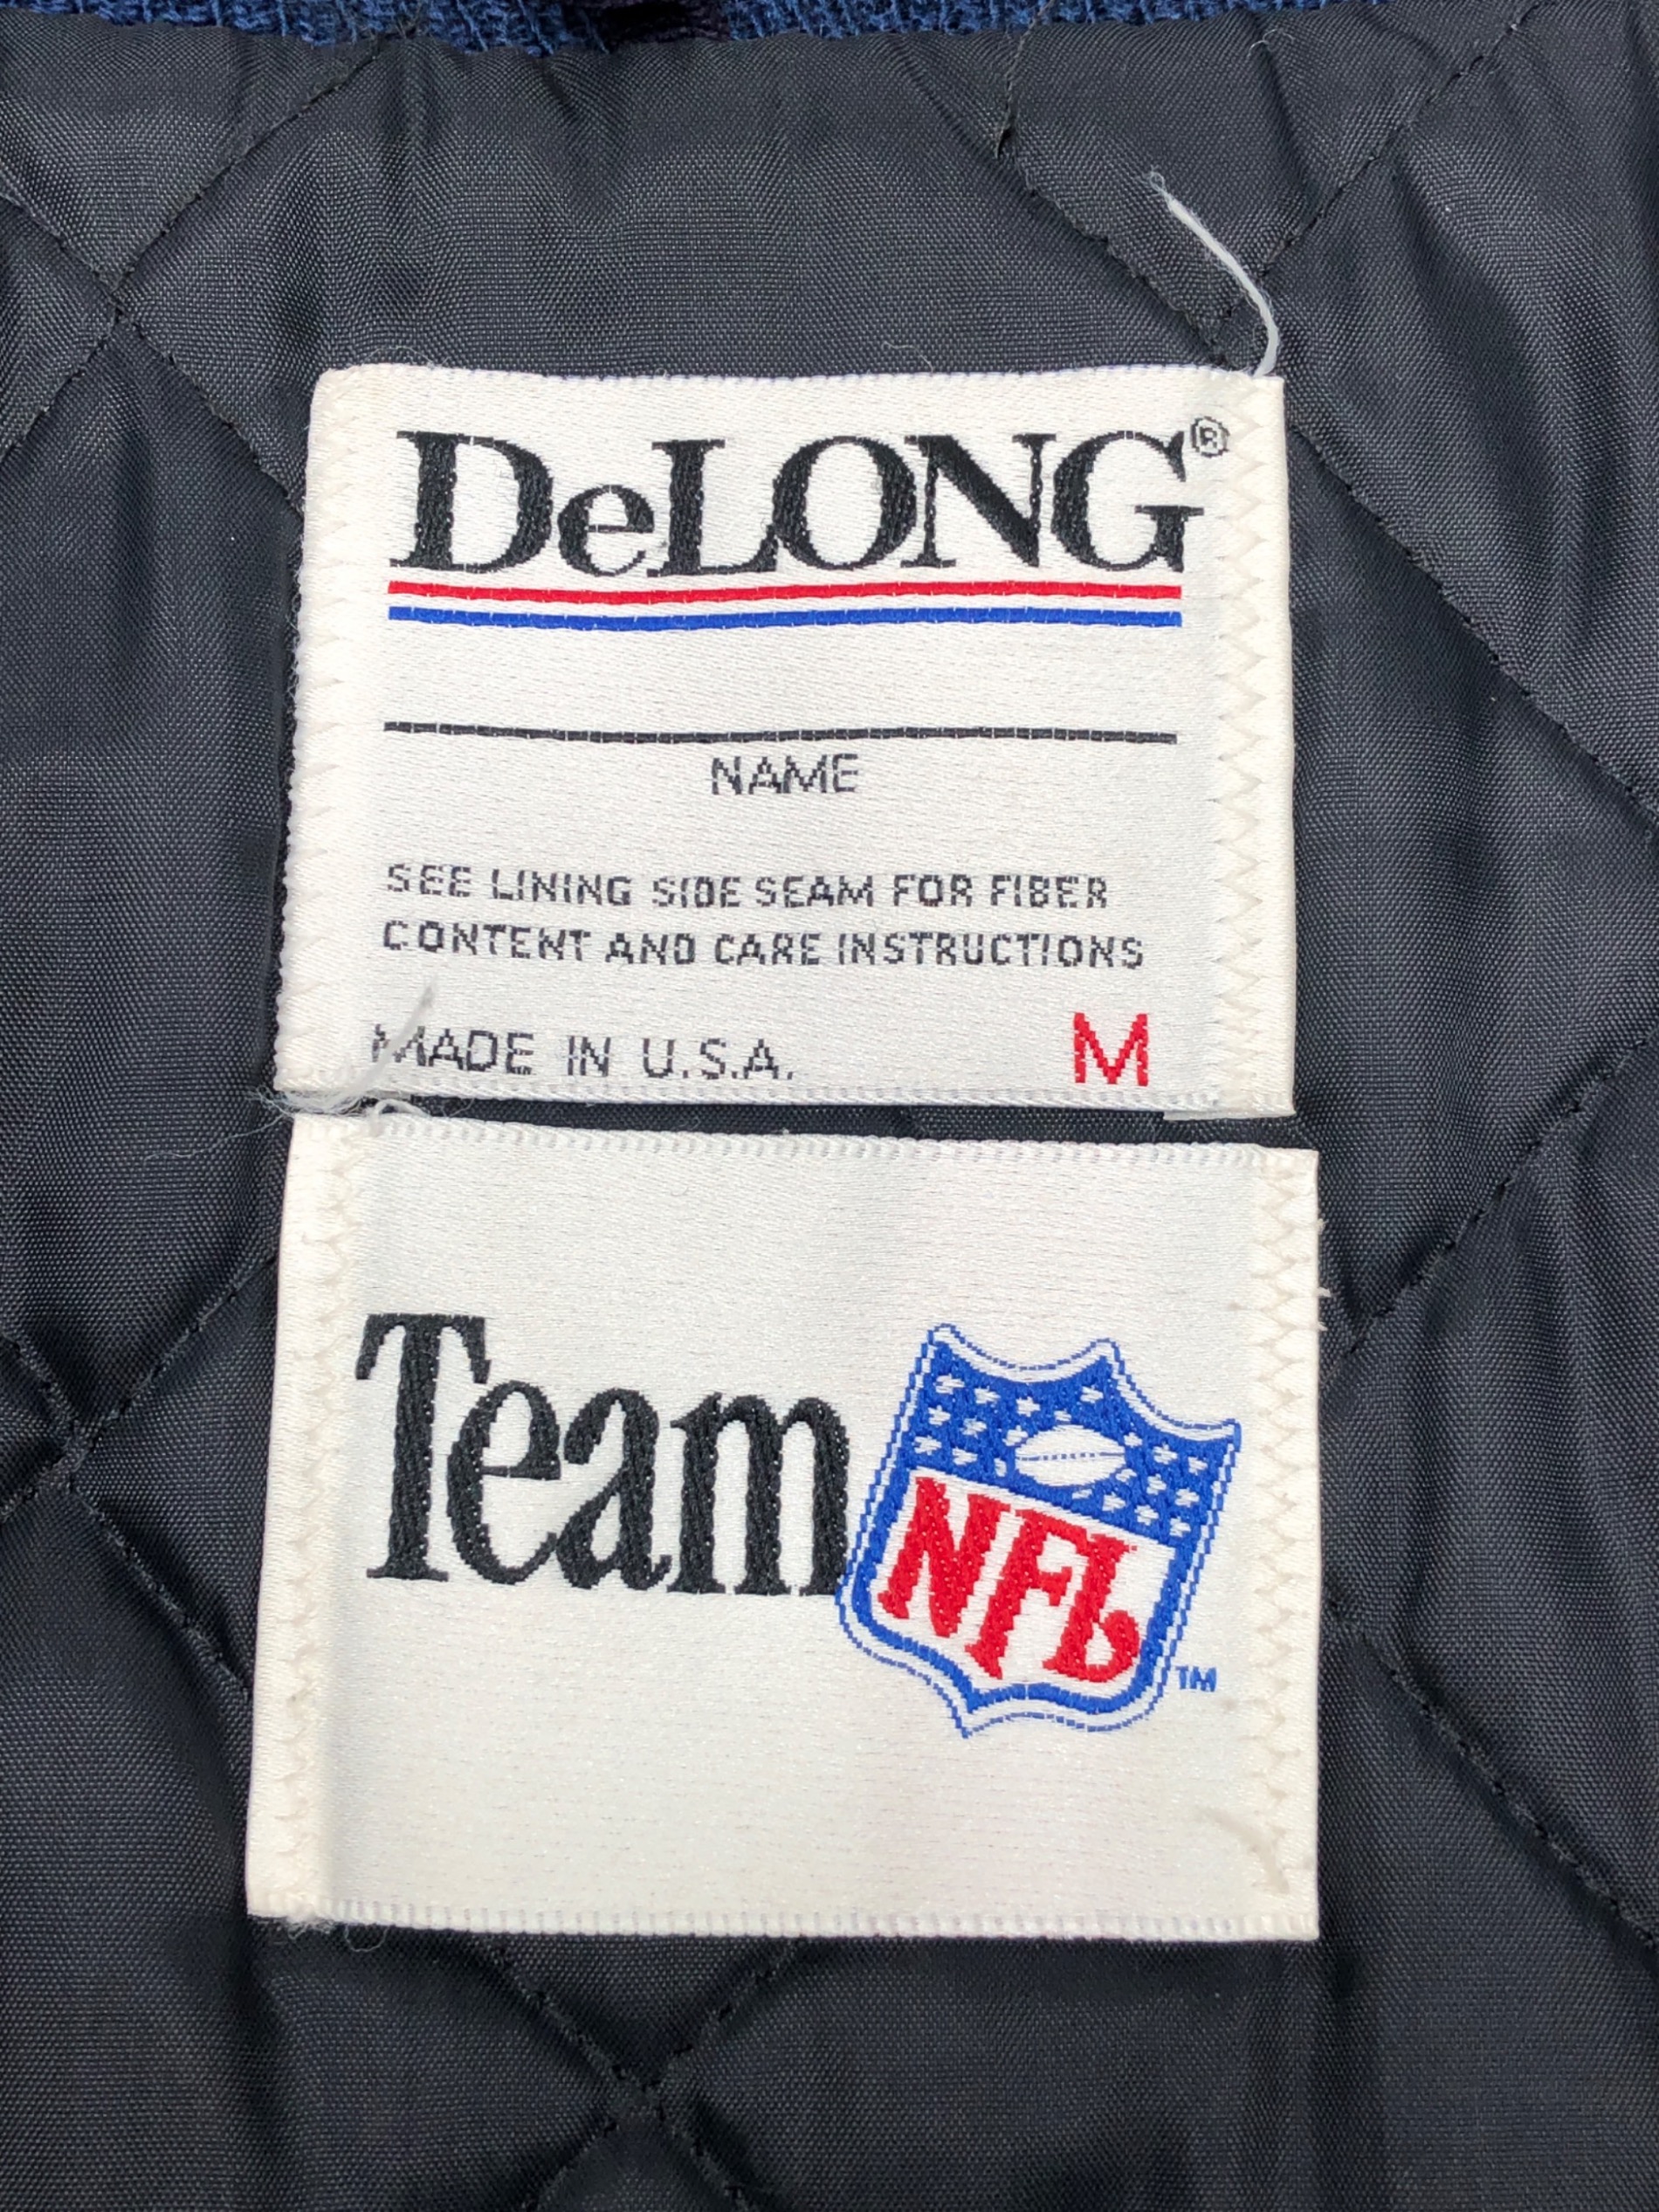 DeLONG®
NAME
SEE LINING SIDE SEAM FOR FIBER
CONTENT AND CARE INSTRUCTIONS
MADE IN U.S.A. M
Team NFL TM